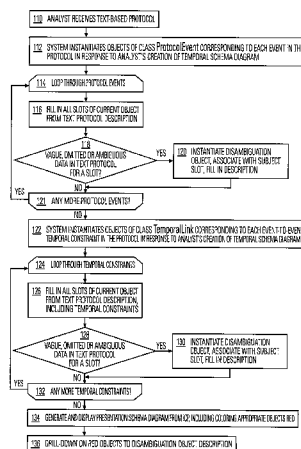 110 ANALYST RECEIVES TEXT-BASED PROTOCOL
112 SYSTEM INSTANTIATES OBJECTS OF CLASS ProtocolEvent CORRESPONDING TO EACH EVENT IN THE
PROTOCOL IN RESPONSE TO ANALYST'S CREATION OF TEMPORAL SCHEMA DIAGRAM
114 LOOP THROUGH PROTOCOL EVENTS
116 FILL IN ALL SLOTS OF CURRENT OBJECT
FROM TEXT PROTOCOL DESCRIPTION
118
VAGUE, OMITTED OR AMBIGUOUS
DATA IN TEXT PROTOCOL
FOR A SLOT?
YES
120 INSTANTIATE DISAMBIGUATION
OBJECT, ASSOCIATE WITH SUBJECT
SLOT, FILL IN DESCRIPTION
NO
YES
121 ANY MORE PROTOCOL EVENTS?
NO
122 SYSTEM INSTANTIATES OBJECTS OF CLASS TemporalLink CORRESPONDING TO EACH EVENT-TO-EVENT
TEMPORAL CONSTRAINT IN THE PROTOCOL IN RESPONSE TO ANALYST'S CREATION OF TEMPORAL SCHEMA DIAGRAM
124 LOOP THROUGH TEMPORAL CONSTRAINTS
126 FILL IN ALL SLOTS OF CURRENT OBJECT
FROM TEXT PROTOCOL DESCRIPTION,
INCLUDING TEMPORAL CONSTRAINTS
VAGUE, OMITTED OR AMBIGUOUS
DATA IN TEXT PROTOCOL
FOR A SLOT?
YES
130 INSTANTIATE DISAMBIGUATION
OBJECT, ASSOCIATE WITH SUBJECT
SLOT, FILL IN DESCRIPTION
NO
YES
132 ANY MORE TEMPORAL CONSTRAINTS?
NO
134 GENERATE AND DISPLAY PRESENTATION SCHEMA DIAGRAM FROM ICP, INCLUDING COLORING APPROPRIATE OBJECTS RED
136 DRILL-DOWN ON RED OBJECTS TO DISAMBIGUATION OBJECT DESCRIPTION